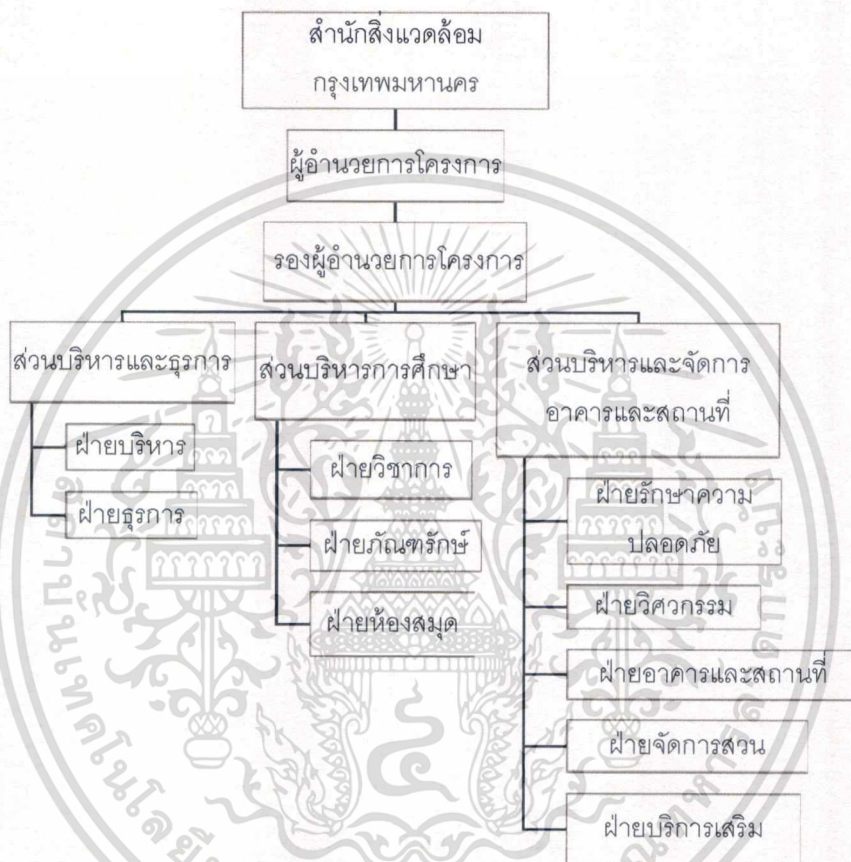 สำนักสิ่งแวดล้อม
กรุงเทพมหานคร
ผู้อำนวยการโครงการ
รองผู้อำนวยการโครงการ
ส่วนบริหารและธุรการ
ฝ่ายบริหาร
ฝ่ายธุรการ
ส่วนบริหารการศึกษา
ฝ่ายวิชาการ
ฝ่ายภัณฑรักษ์
ฝ่ายห้องสมุด
ส่วนบริหารและจัดการ
อาคารและสถานที่
ฝ่ายรักษาความ
ปลอดภัย
ฝ่ายวิศวกรรม
ฝ่ายอาคารและสถานที่
ฝ่ายจัดการสวน
ฝ่ายบริการเสริม